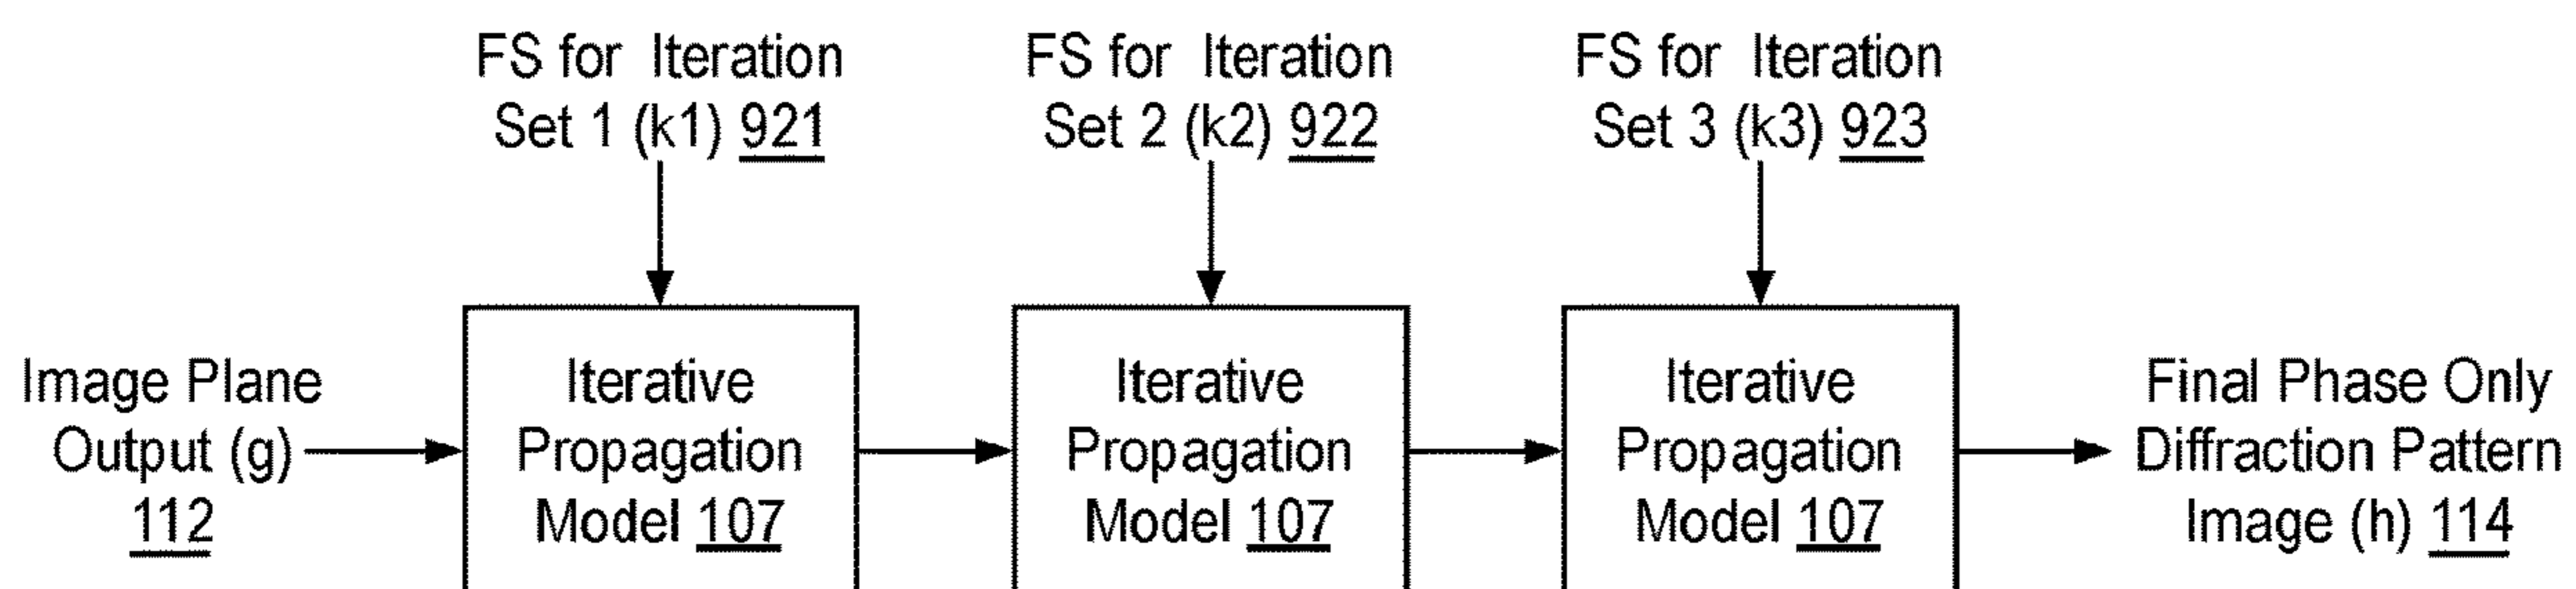 FS for Iteration
Set 1 (k1) 921
FS for Iteration
Set 2 (k2) 922
FS for Iteration
Set 3 (k3) 923
Image Plane
Output (g)
112
Iterative
Propagation
Model 107
Iterative
Propagation
Model 107
Iterative
Propagation
Model 107
Final Phase Only
Diffraction Pattern
Image (h) 114